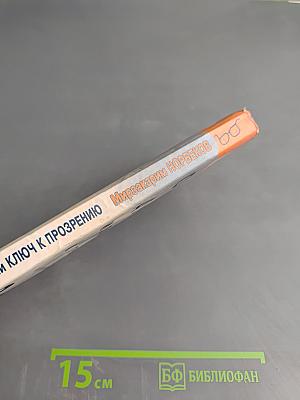 и КЛЮЧ К ПРОЗРЕНИЮ
Мирзакарим НОРБЕКОВ
15 см
БФ БИБЛИОФАН